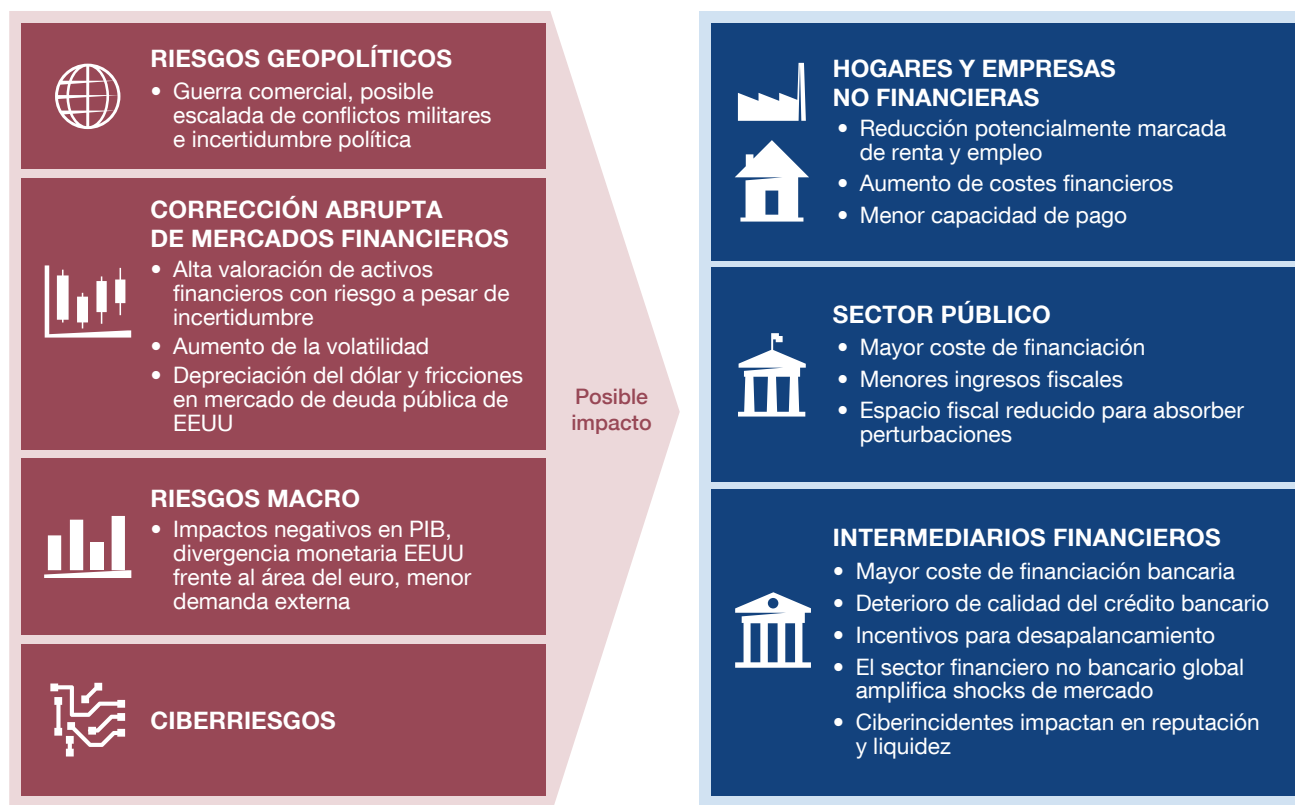 RIESGOS GEOPOLÍTICOS
• Guerra comercial, posible
escalada de conflictos militares
e incertidumbre política
CORRECCIÓN ABRUPTA
DE MERCADOS FINANCIEROS
• Alta valoración de activos
financieros con riesgo a pesar de
incertidumbre
• Aumento de la volatilidad
• Depreciación del dólar y fricciones
en mercado de deuda pública de
EEUU
RIESGOS MACRO
• Impactos negativos en PIB,
divergencia monetaria EEUU
frente al área del euro, menor
demanda externa
CIBERRIESGOS
Posible
impacto
HOGARES Y EMPRESAS
NO FINANCIERAS
• Reducción potencialmente marcada
de renta y empleo
• Aumento de costes financieros
• Menor capacidad de pago
SECTOR PÚBLICO
• Mayor coste de financiación
• Menores ingresos fiscales
• Espacio fiscal reducido para absorber
perturbaciones
INTERMEDIARIOS FINANCIEROS
• Mayor coste de financiación bancaria
• Deterioro de calidad del crédito bancario
• Incentivos para desapalancamiento
• El sector financiero no bancario global
amplifica shocks de mercado
• Ciberincidentes impactan en reputación
y liquidez